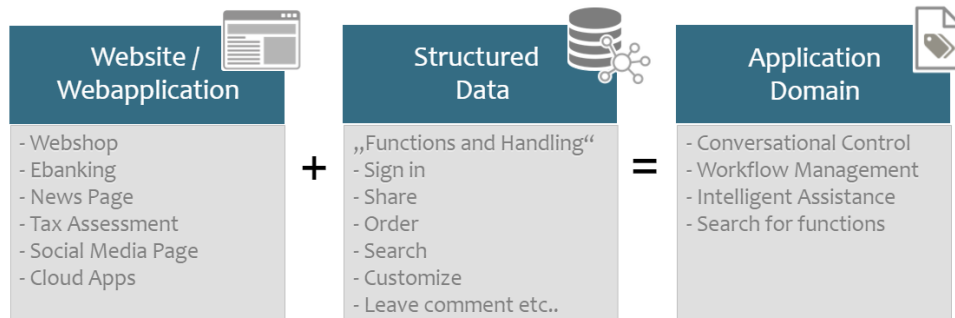 Website /
Webapplication
- Webshop
- Ebanking
- News Page
- Tax Assessment
- Social Media Page
- Cloud Apps
+
Structured
Data
„Functions and Handling“
- Sign in
- Share
- Order
- Search
- Customize
- Leave comment etc..
=
Application
Domain
- Conversational Control
- Workflow Management
- Intelligent Assistance
- Search for functions